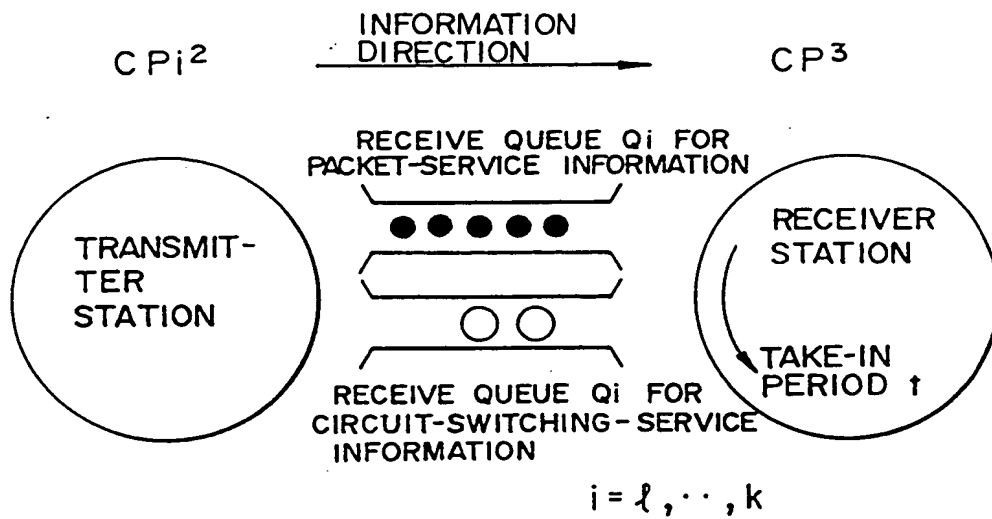 INFORMATION
DIRECTION
CPi²
CP³
RECEIVE QUEUE Qi FOR
PACKET-SERVICE INFORMATION
TRANSMIT-
TER
STATION
RECEIVER
STATION
TAKE-IN
PERIOD t
RECEIVE QUEUE Qi FOR
CIRCUIT-SWITCHING-SERVICE
INFORMATION
i = ℓ, ··, k